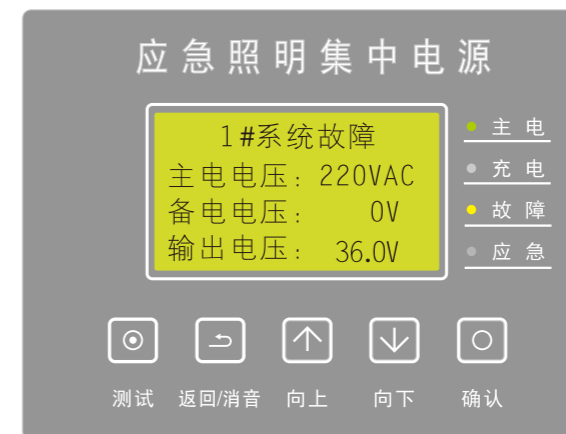 应急照明集中电源
1#系统故障
主电电压: 220VAC
备电电压: 0V
输出电压: 36.0V
主电
充电
故障
应急
测试 返回/消音 向上 向下 确认